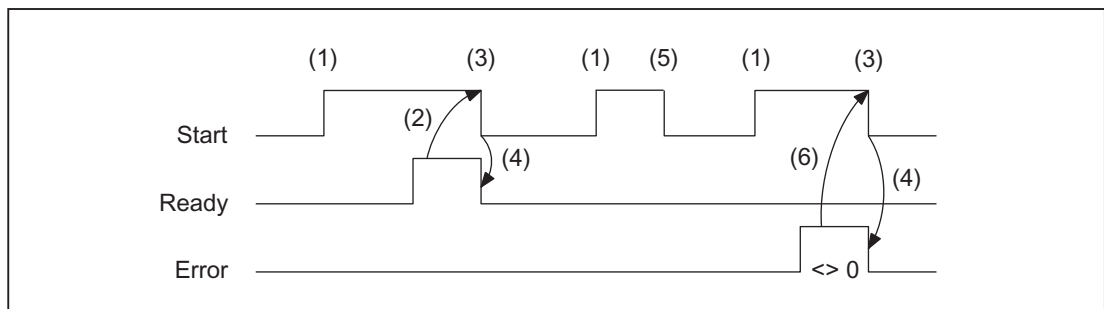 (1) (3) (1) (5) (1) (3)
(2)
Start
(4)
(6)
(4)
Ready
Error
<> 0